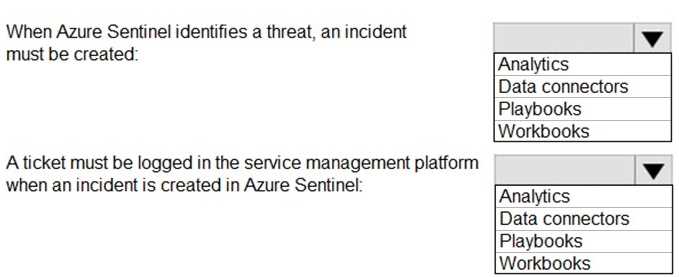 When Azure Sentinel identifies a threat, an incident
must be created:
Analytics
Data connectors
Playbooks
Workbooks
A ticket must be logged in the service management platform
when an incident is created in Azure Sentinel:
Analytics
Data connectors
Playbooks
Workbooks